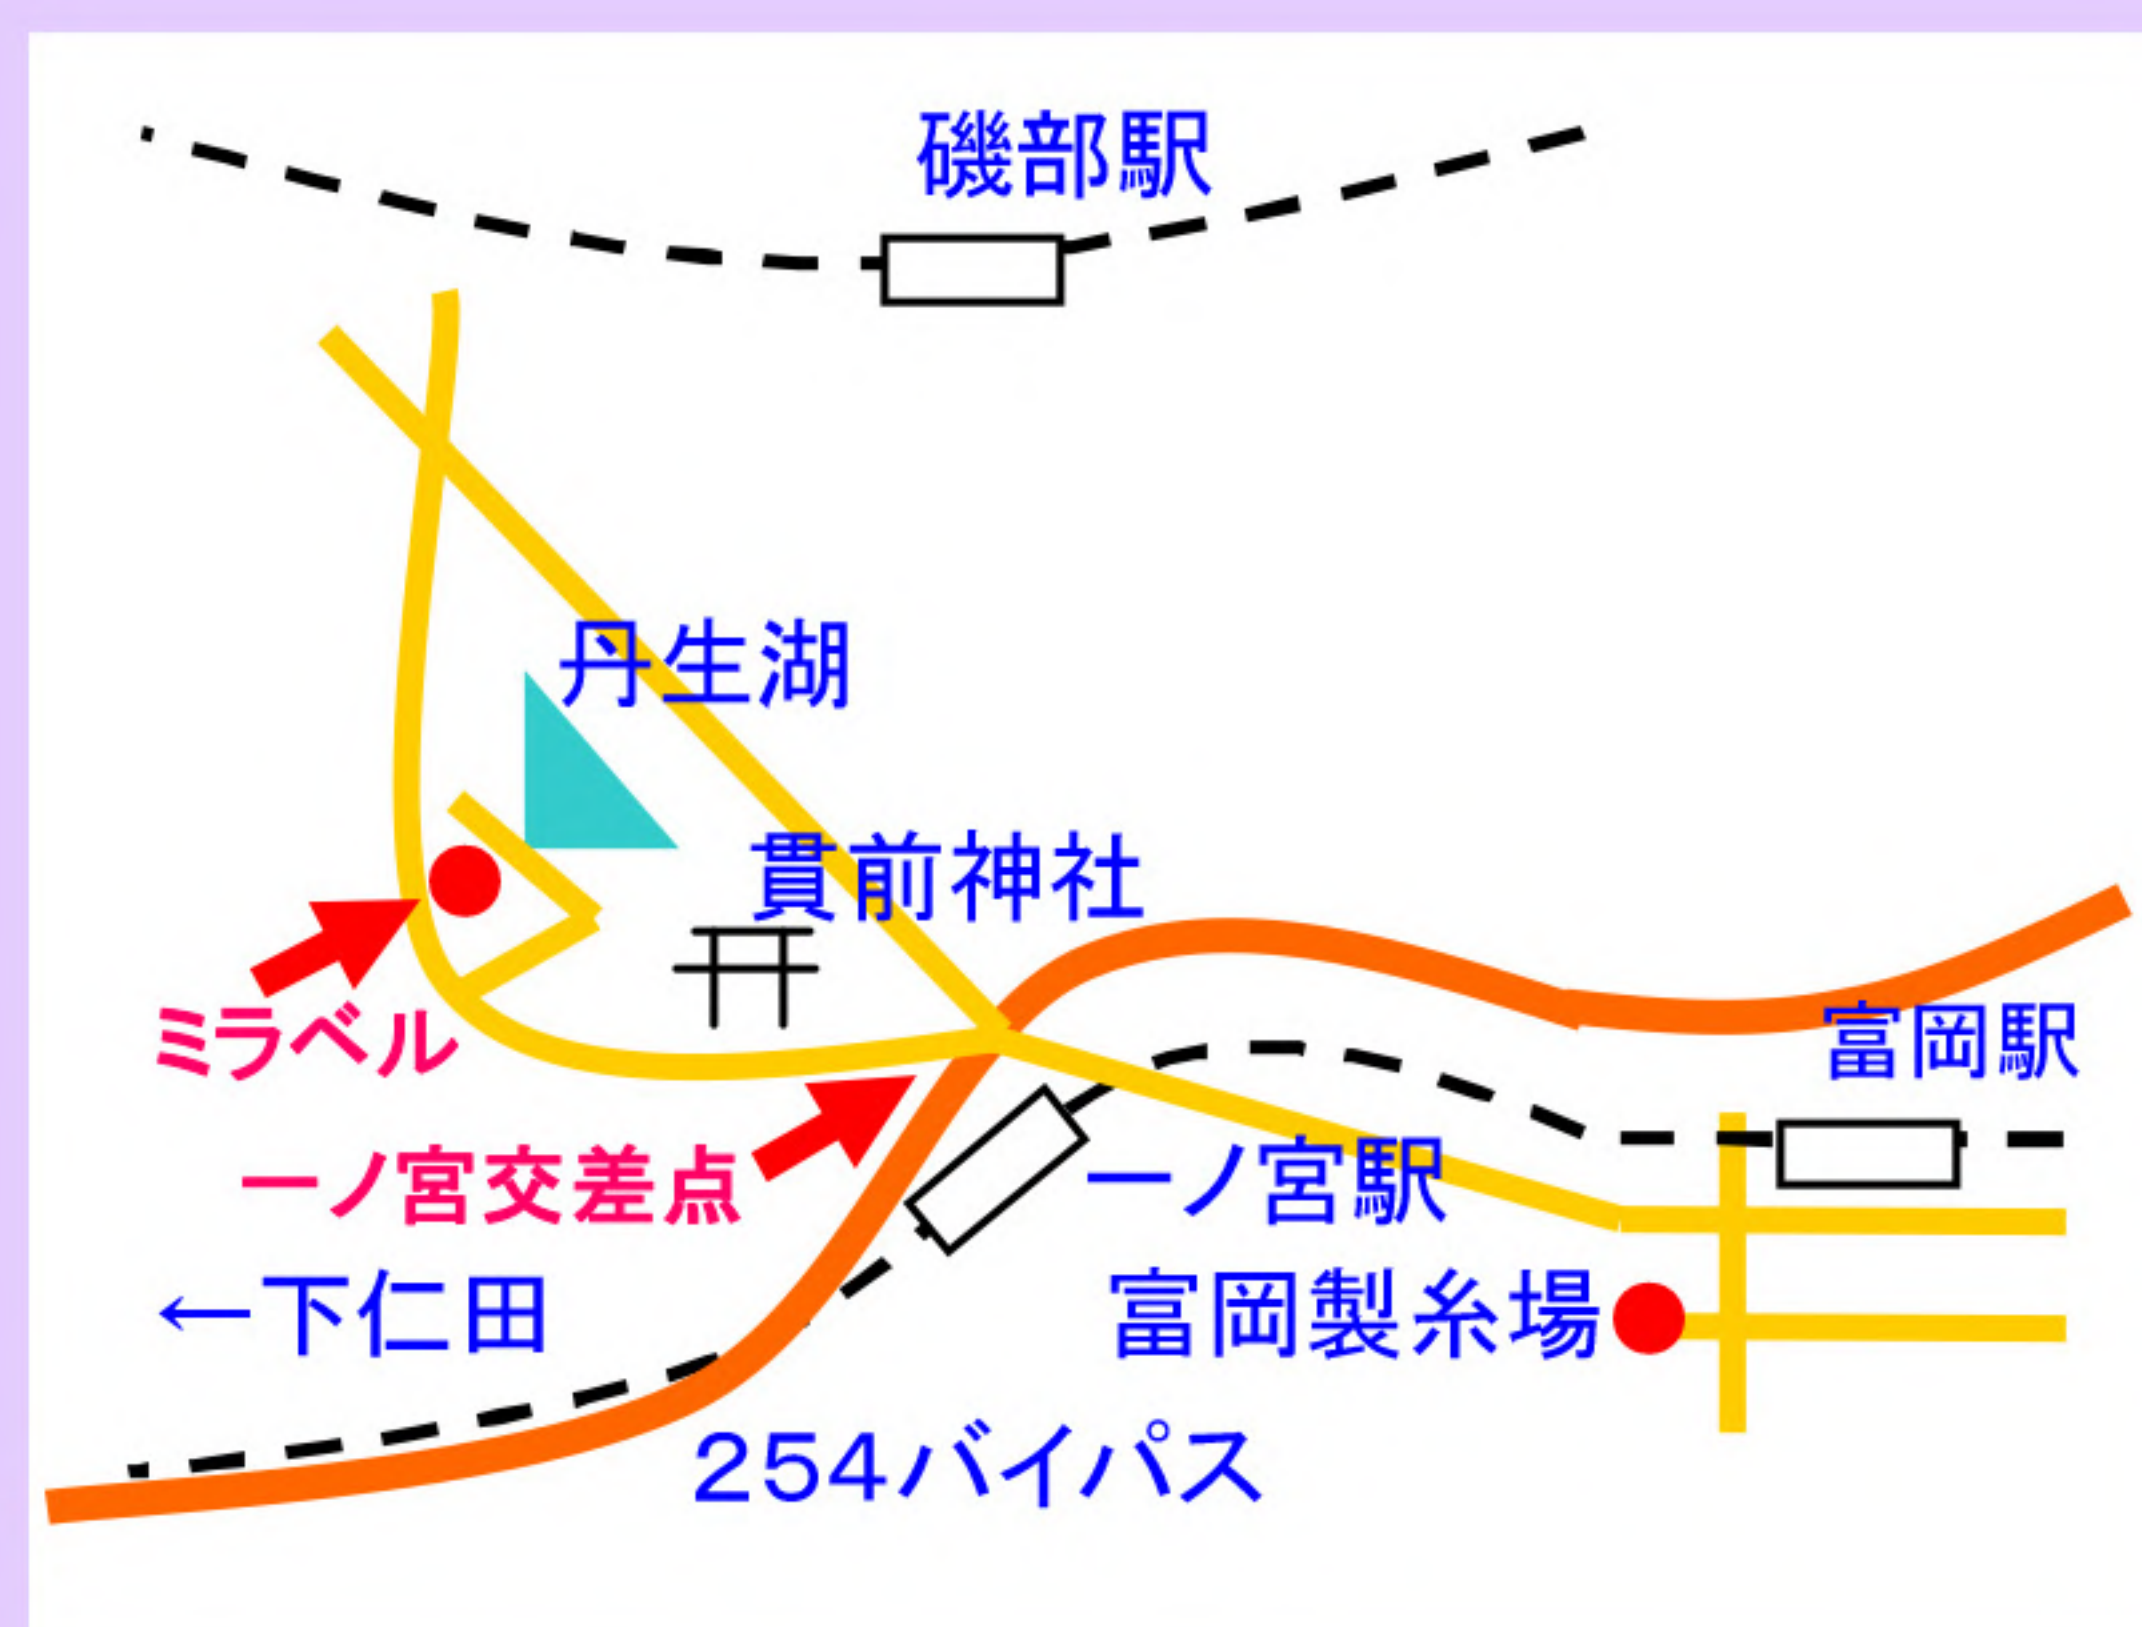 磯部駅
丹生湖
貫前神社
富岡駅
ミラベル
一ノ宮交差点
一ノ宮駅
←下仁田
富岡製糸場
254バイパス